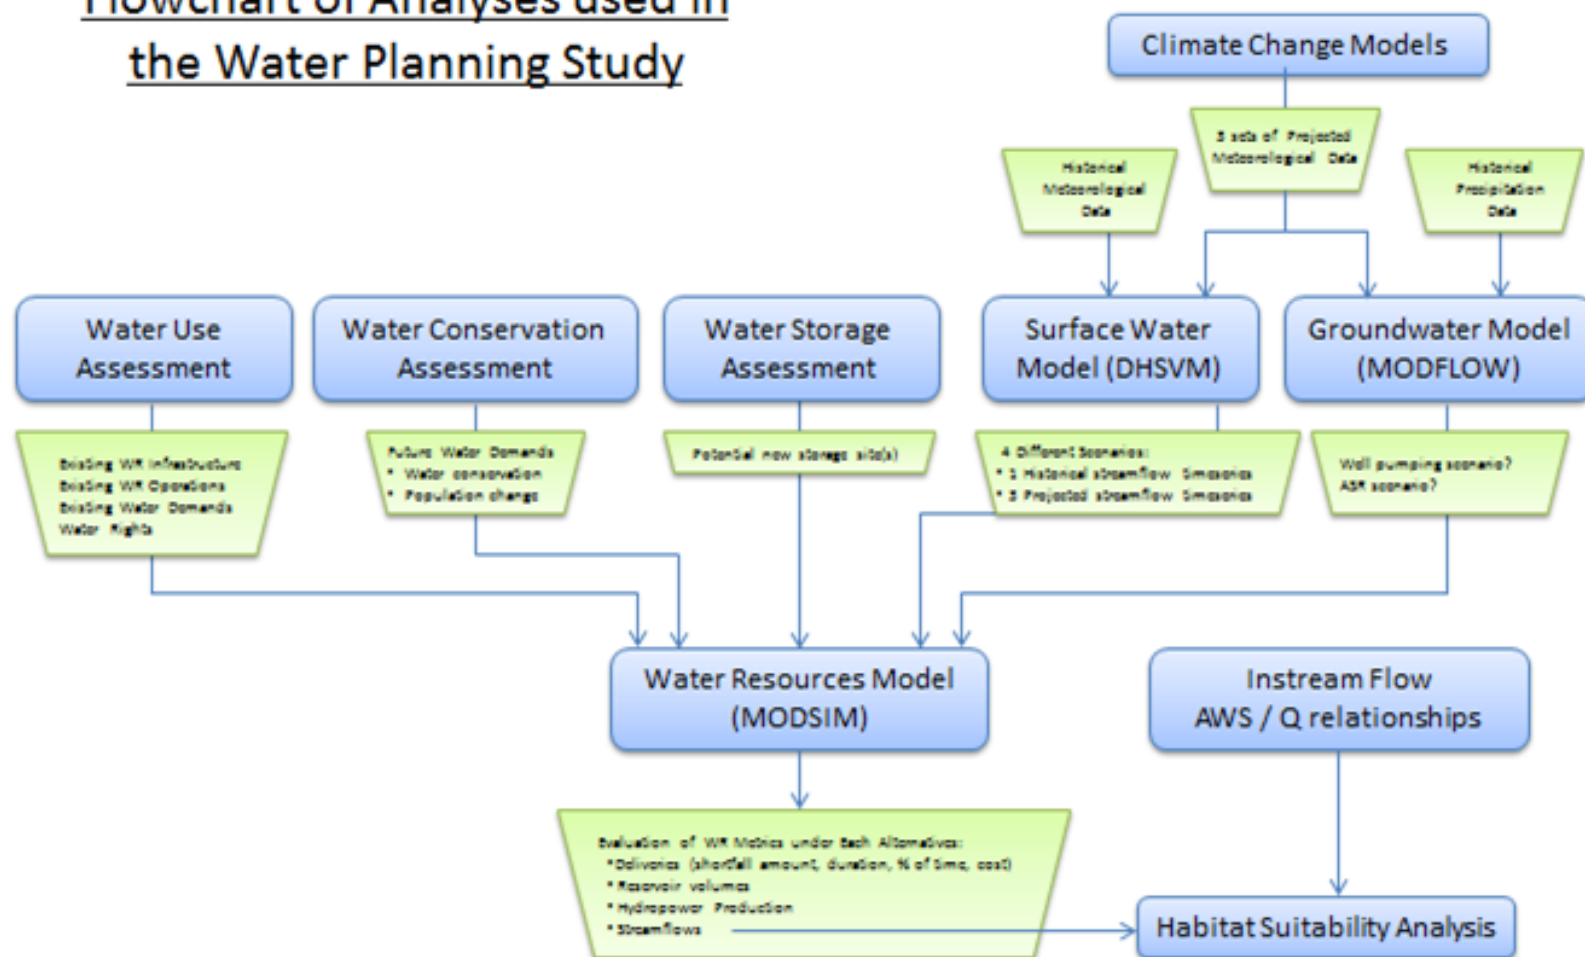 Flowchart of Analyses used in
the Water Planning Study
Climate Change Models
3 sets of Projected
Meteorological Data
Historical
Meteorological
Data
Historical
Precipitation
Data
Water Use
Assessment
Water Conservation
Assessment
Water Storage
Assessment
Surface Water
Model (DHSVM)
Groundwater Model
(MODFLOW)
Existing WR Infrastructure
Existing WR Operations
Existing Water Demands
Water Rights
Future Water Demands
* Water conservation
* Population change
Potential new storage site(s)
4 Different Scenarios:
* 1 Historical streamflow timeseries
* 3 Projected streamflow timeseries
Well pumping scenario?
ASR scenario?
Water Resources Model
(MODSIM)
Instream Flow
AWS / Q relationships
Evaluation of WR Metrics under Each Alternatives:
*Deliveries (shortfall amount, duration, % of time, cost)
* Reservoir volumes
* Hydropower Production
* Streamflows
Habitat Suitability Analysis